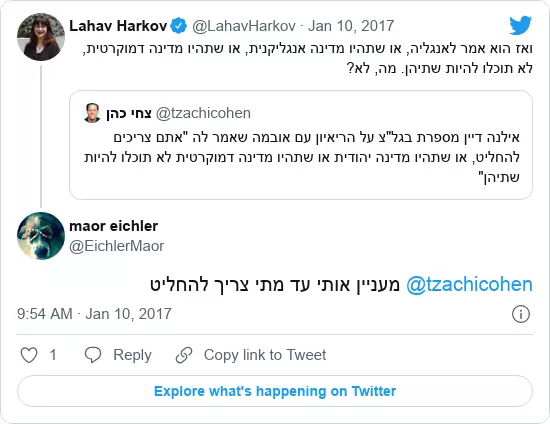 Lahav Harkov @LahavHarkov · Jan 10, 2017
ואז הוא אמר לאנגליה, או שתהיו מדינה אנגליקנית, או שתהיו מדינה דמוקרטית,
לא תוכלו להיות שתיהן. מה, לא?
צחי כהן @tzachicohen
אילנה דיין מספרת בגל"צ על הריאיון עם אובמה שאמר לה "אתם צריכים
להחליט, או שתהיו מדינה יהודית או שתהיו מדינה דמוקרטית לא תוכלו להיות
שתיהן"
maor eichler
@EichlerMaor
@tzachicohen מעניין אותי עד מתי צריך להחליט
9:54 AM · Jan 10, 2017
1 Reply Copy link to Tweet
Explore what's happening on Twitter